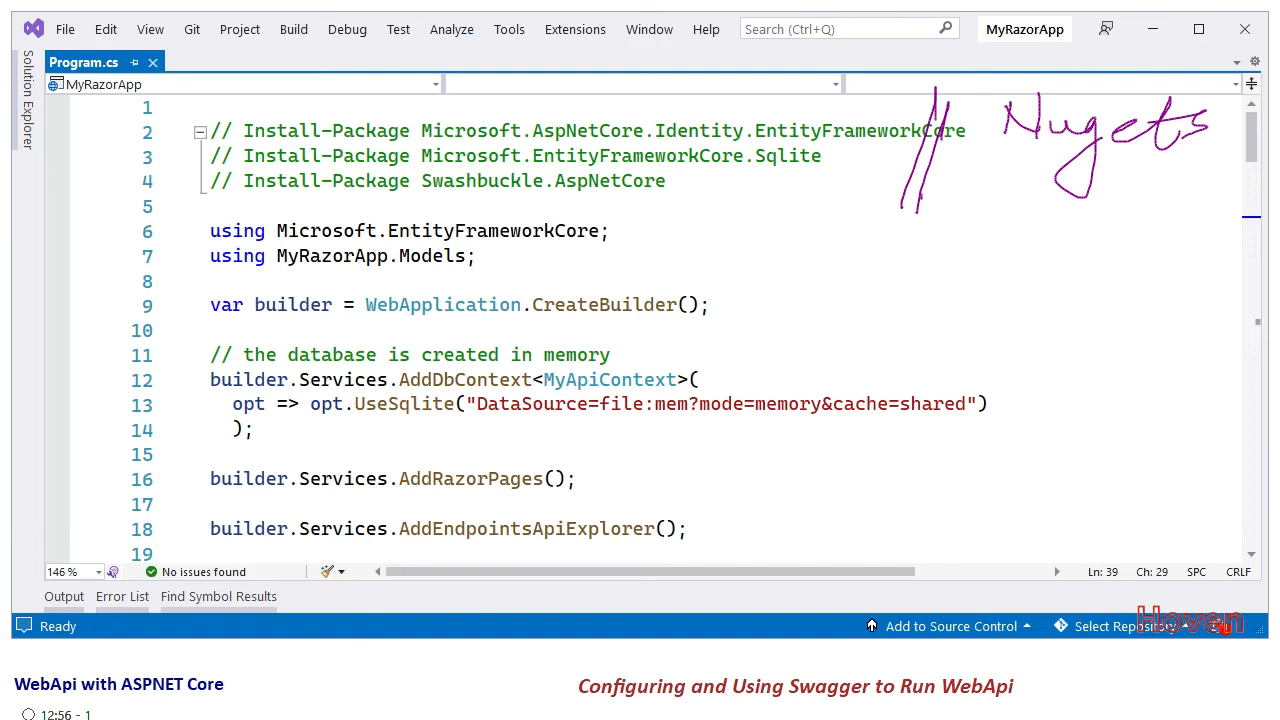 File Edit View Git Project Build Debug Test Analyze Tools Extensions Window Help Search (Ctrl+Q) MyRazorApp
Solution Explorer
Program.cs
MyRazorApp
1
2 // Install-Package Microsoft.AspNetCore.Identity.EntityFrameworkCore
3 // Install-Package Microsoft.EntityFrameworkCore.Sqlite
4 // Install-Package Swashbuckle.AspNetCore
// Nugets
5
6 using Microsoft.EntityFrameworkCore;
7 using MyRazorApp.Models;
8
9 var builder = WebApplication.CreateBuilder();
10
11 // the database is created in memory
12 builder.Services.AddDbContext<MyApiContext>(
13 opt => opt.UseSqlite("DataSource=file:mem?mode=memory&cache=shared")
14 );
15
16 builder.Services.AddRazorPages();
17
18 builder.Services.AddEndpointsApiExplorer();
19
146 % No issues found Ln: 39 Ch: 29 SPC CRLF
Output Error List Find Symbol Results
Ready Add to Source Control Select Repository
Hoven
WebApi with ASPNET Core
Configuring and Using Swagger to Run WebApi
12:56 - 1